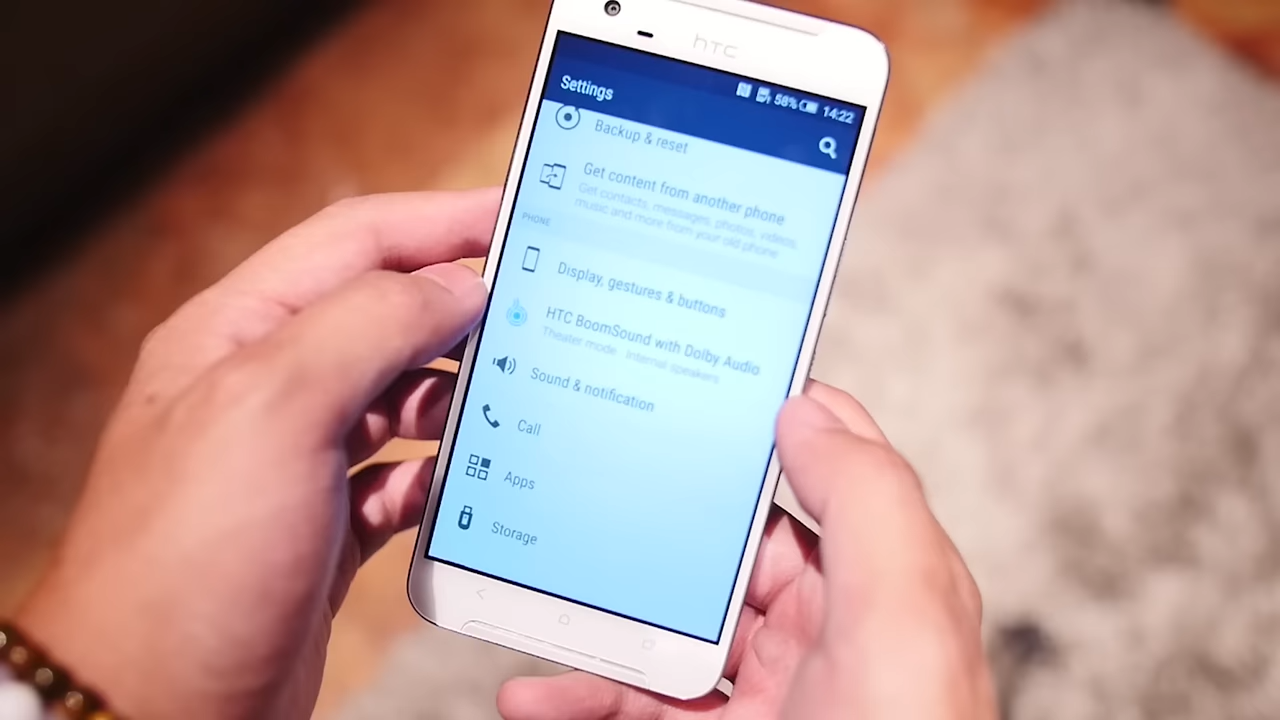 hTC
58% 14:22
Settings
Backup & reset
Get content from another phone
Get contacts, messages, photos, videos,
music and more from your old phone
PHONE
Display, gestures & buttons
HTC BoomSound with Dolby Audio
Theater mode Internal speakers
Sound & notification
Call
Apps
Storage